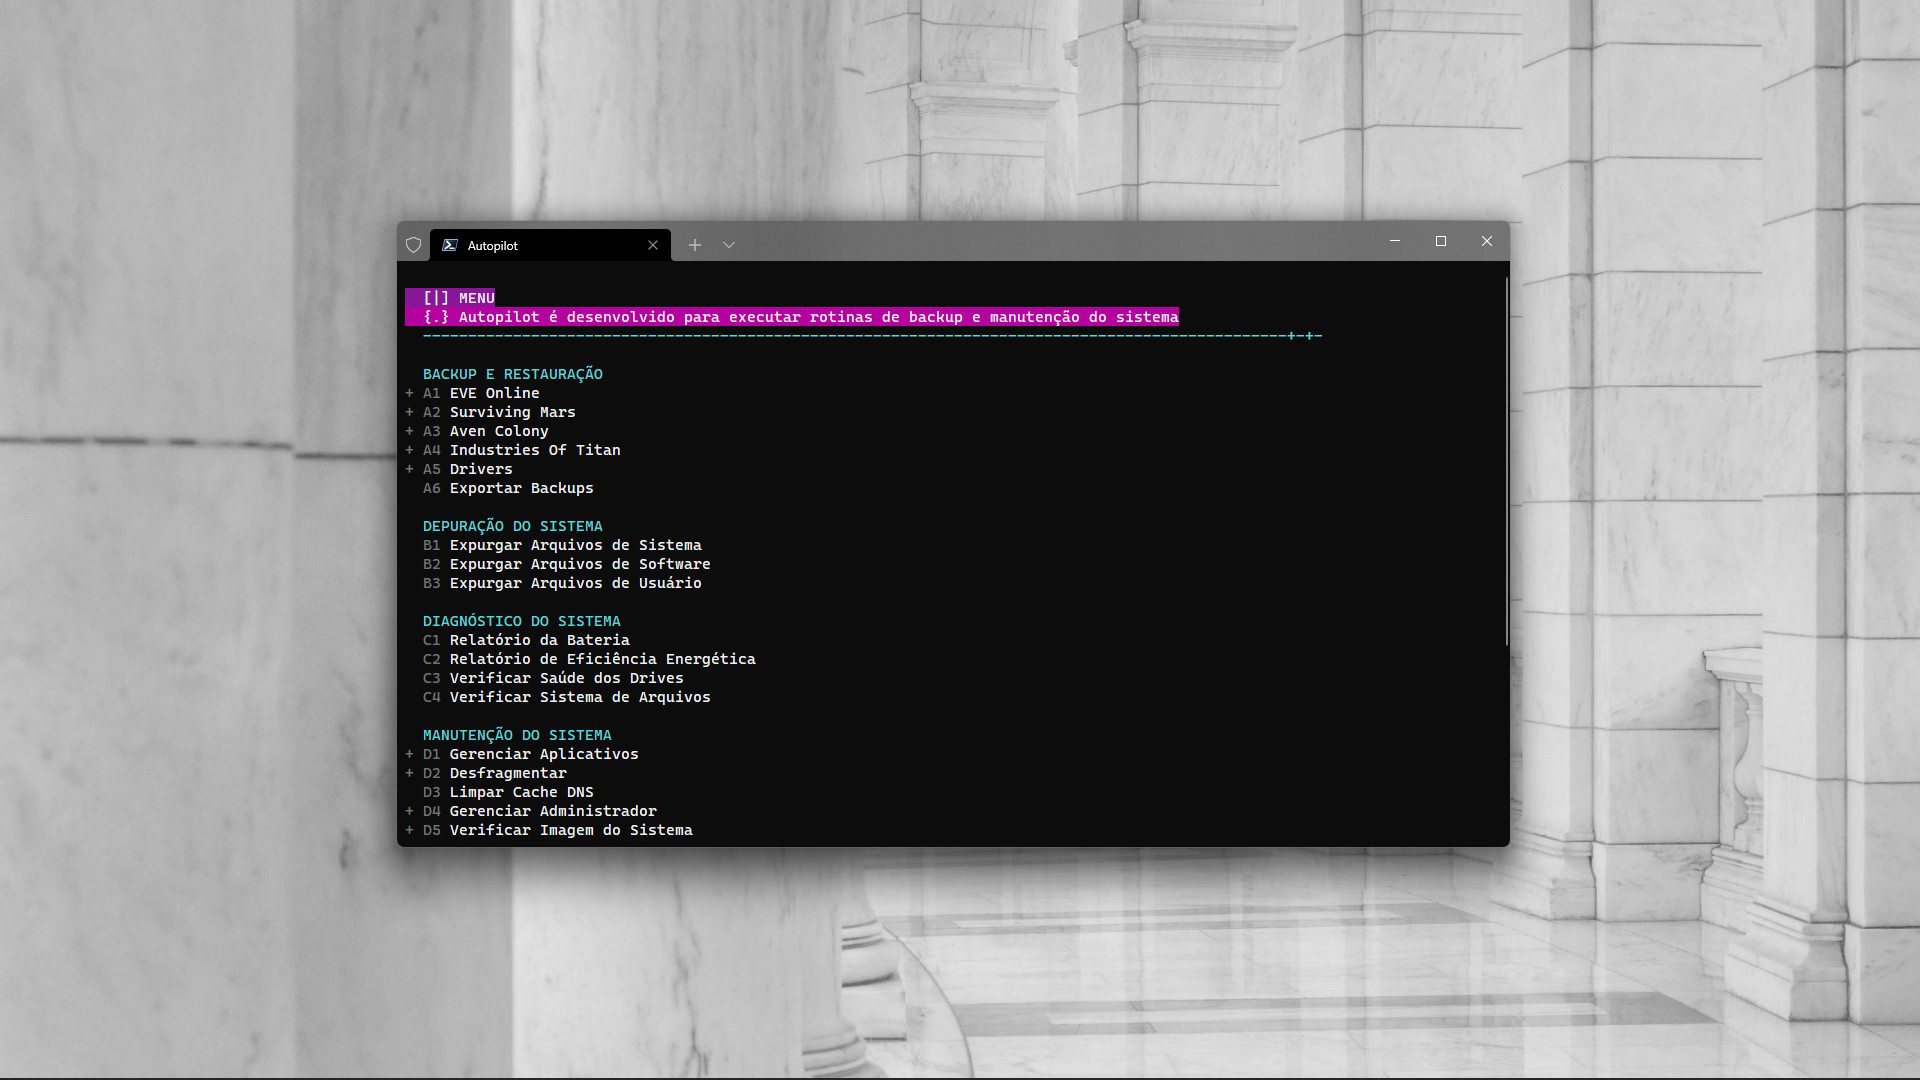 Autopilot
[|] MENU
{.} Autopilot é desenvolvido para executar rotinas de backup e manutenção do sistema
------------------------------------------------------------------------------------------------+-+-
BACKUP E RESTAURAÇÃO
+ A1 EVE Online
+ A2 Surviving Mars
+ A3 Aven Colony
+ A4 Industries Of Titan
+ A5 Drivers
A6 Exportar Backups
DEPURAÇÃO DO SISTEMA
B1 Expurgar Arquivos de Sistema
B2 Expurgar Arquivos de Software
B3 Expurgar Arquivos de Usuário
DIAGNÓSTICO DO SISTEMA
C1 Relatório da Bateria
C2 Relatório de Eficiência Energética
C3 Verificar Saúde dos Drives
C4 Verificar Sistema de Arquivos
MANUTENÇÃO DO SISTEMA
+ D1 Gerenciar Aplicativos
+ D2 Desfragmentar
D3 Limpar Cache DNS
+ D4 Gerenciar Administrador
+ D5 Verificar Imagem do Sistema